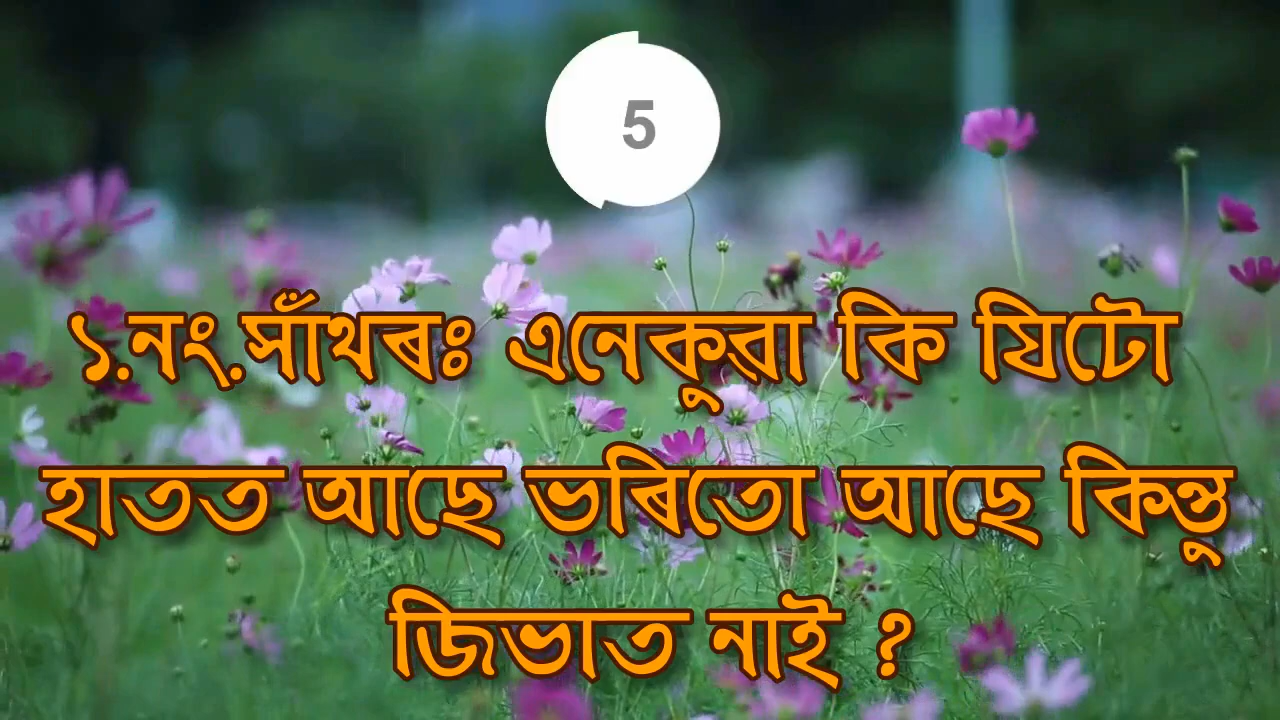 5
১.নং.সাঁথৰঃ এনেকুৱা কি যিটো
হাতত আছে ভৰিতো আছে কিন্তু
জিভাত নাই ?